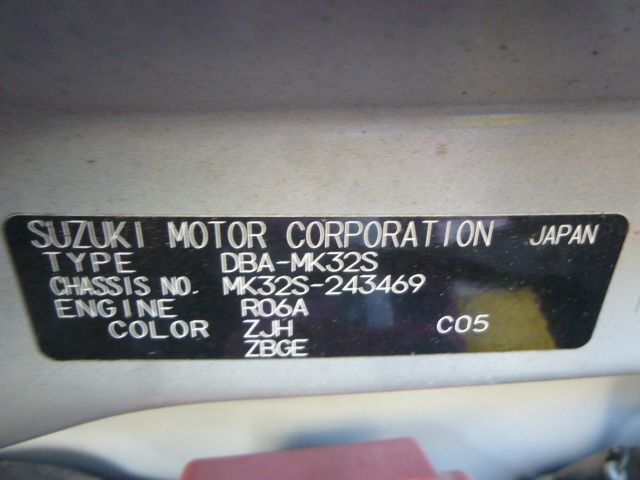 SUZUKI MOTOR CORPORATION JAPAN
TYPE DBA-MK32S
CHASSIS NO. MK32S-243469
ENGINE R06A
COLOR ZJH C05
ZBGE